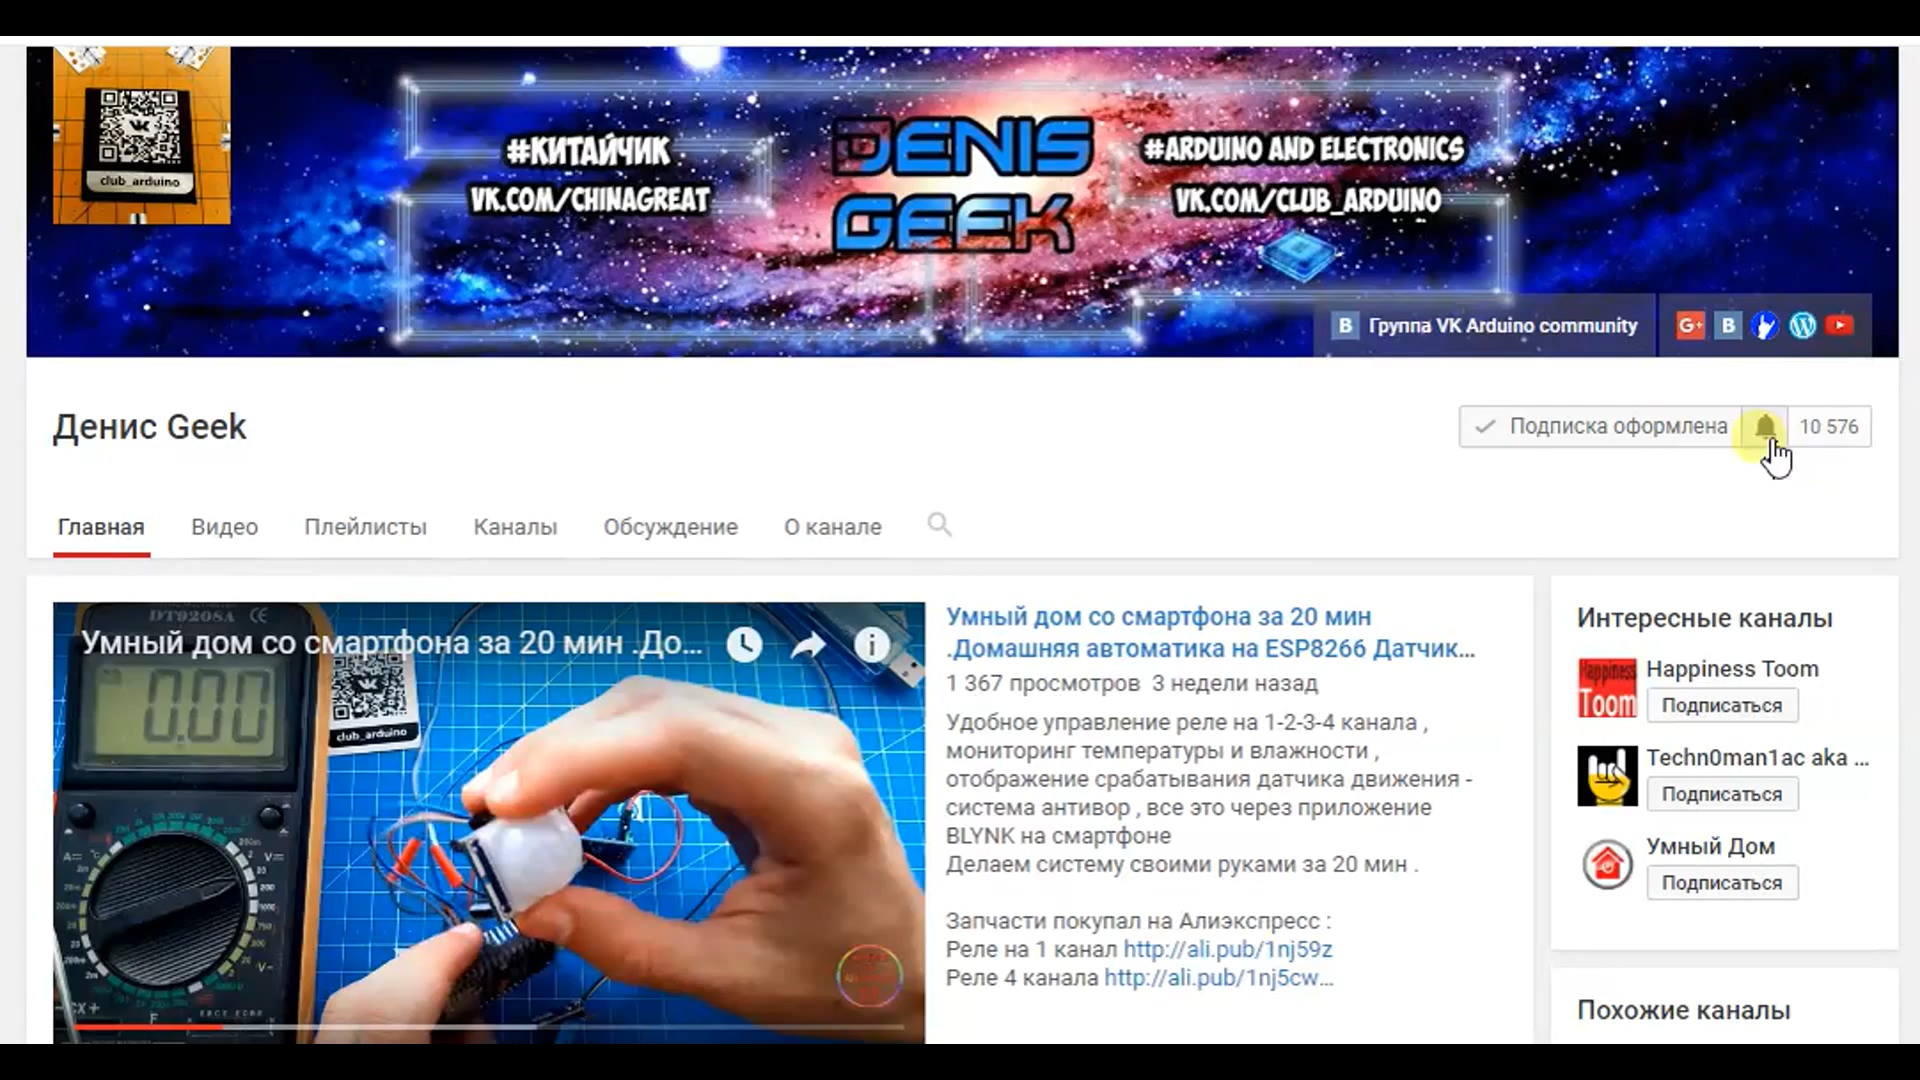 club_arduino
#КИТАЙЧИК
VK.COM/CHINAGREAT
DENIS
GEEK
#ARDUINO AND ELECTRONICS
VK.COM/CLUB_ARDUINO
B Группа VK Arduino community
G+ B
Денис Geek
Подписка оформлена
10 576
Главная
Видео
Плейлисты
Каналы
Обсуждение
О канале
DT9208A CE
Умный дом со смартфона за 20 мин .До...
0.00
club_arduino
Умный дом со смартфона за 20 мин
.Домашняя автоматика на ESP8266 Датчик...
1 367 просмотров 3 недели назад
Удобное управление реле на 1-2-3-4 канала ,
мониторинг температуры и влажности ,
отображение срабатывания датчика движения -
система антивор , все это через приложение
BLYNK на смартфоне
Делаем систему своими руками за 20 мин .
Запчасти покупал на Алиэкспресс :
Реле на 1 канал http://ali.pub/1nj59z
Реле 4 канала http://ali.pub/1nj5cw...
Интересные каналы
Happiness Toom
Happiness Toom
Подписаться
Techn0man1ac aka ...
Подписаться
Умный Дом
Подписаться
Похожие каналы